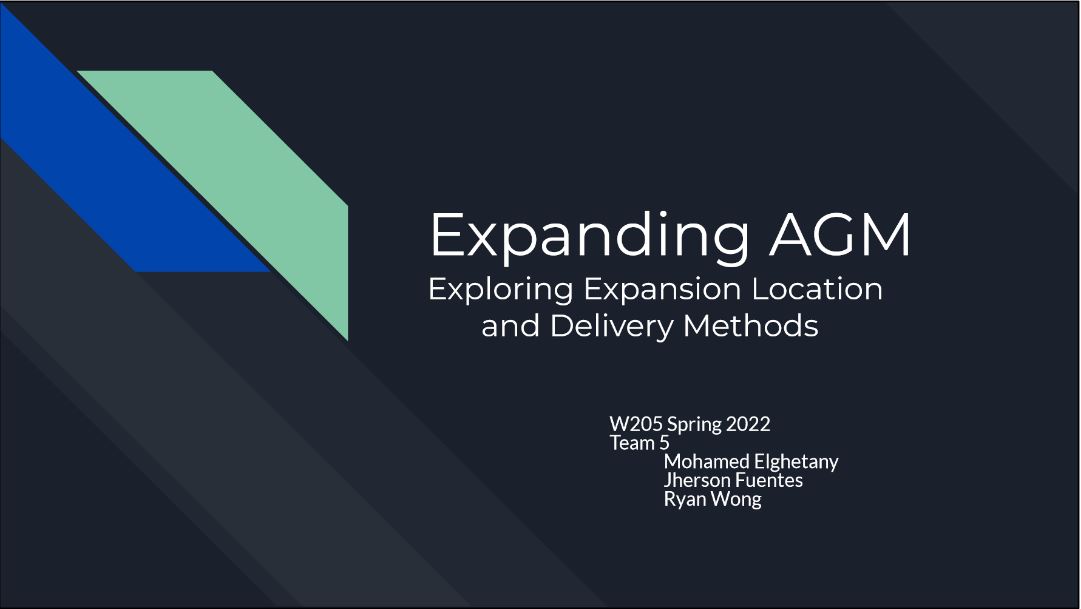 Expanding AGM
Exploring Expansion Location
and Delivery Methods
W205 Spring 2022
Team 5
Mohamed Elghetany
Jherson Fuentes
Ryan Wong